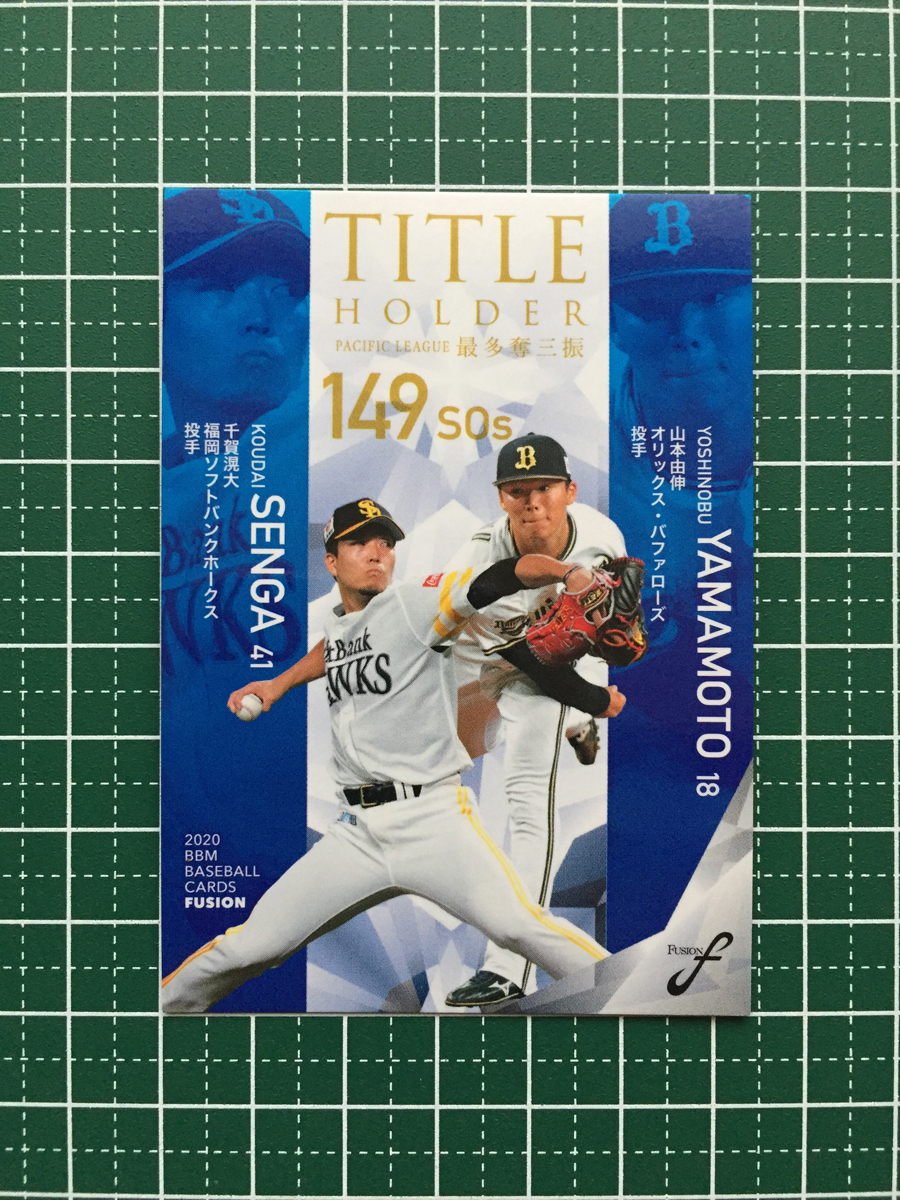 TITLE
HOLDER
PACIFIC LEAGUE 最多奪三振
149 SOs
KOUDAI SENGA 41
千賀滉大
福岡ソフトバンクホークス
投手
YOSHINOBU YAMAMOTO 18
山本由伸
オリックス・バファローズ
投手
B
B
2020
BBM
BASEBALL
CARDS
FUSION
FUSION
f